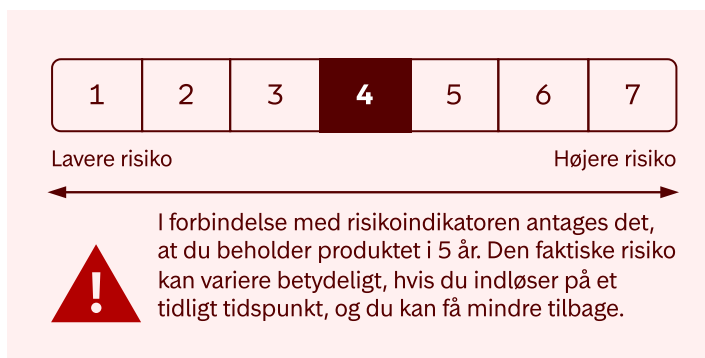 1 2 3 4 5 6 7
Lavere risiko Højere risiko
I forbindelse med risikoindikatoren antages det,
at du beholder produktet i 5 år. Den faktiske risiko
kan variere betydeligt, hvis du indløser på et
tidligt tidspunkt, og du kan få mindre tilbage.
!